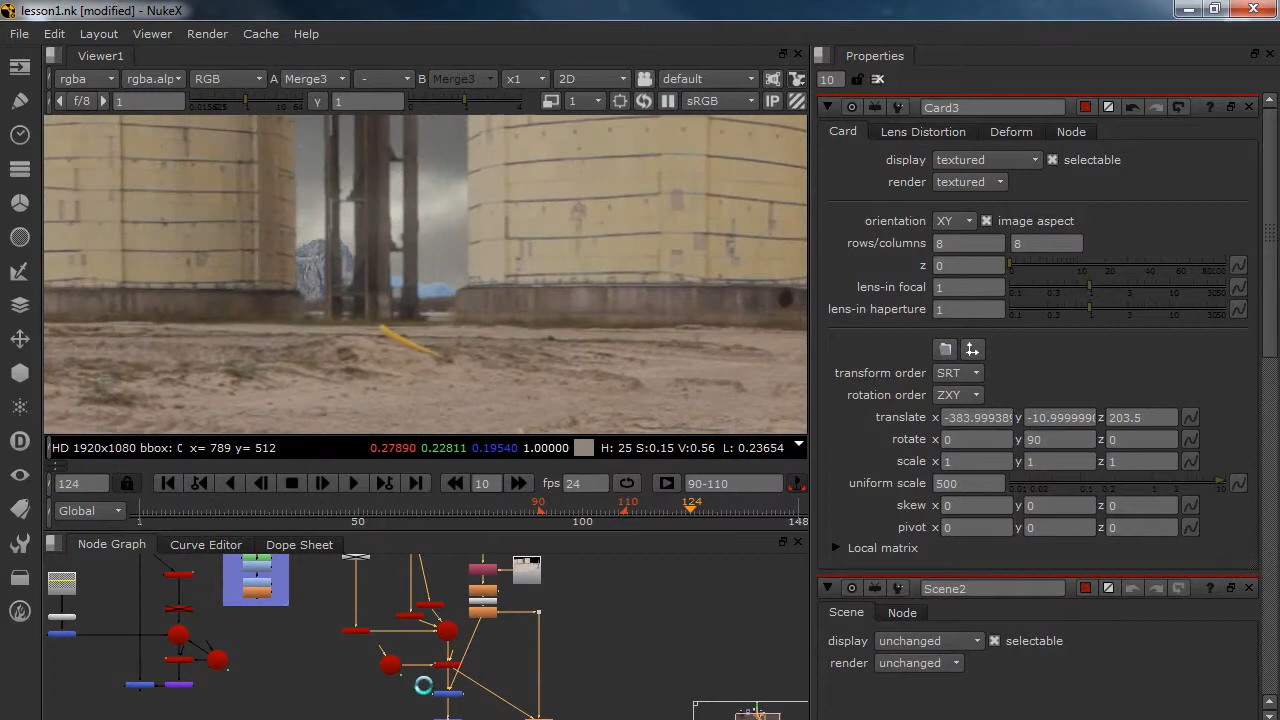 lesson1.nk [modified] - NukeX
File Edit Layout Viewer Render Cache Help
Viewer1
rgba rgba.alp RGB A Merge3 - B Merge3 x1 2D default
f/8 1 γ 1 1 sRGB IP
HD 1920x1080 bbox: 0 x= 789 y= 512 0.27890 0.22811 0.19540 1.00000 H: 25 S:0.15 V:0.56 L: 0.23654
124 10 fps 24 90-110
Global 1 50 90 100 110 124 148
Node Graph Curve Editor Dope Sheet
Properties
10
Card3
Card Lens Distortion Deform Node
display textured selectable
render textured
orientation XY image aspect
rows/columns 8 8
z 0
lens-in focal 1
lens-in haperture 1
transform order SRT
rotation order ZXY
translate x -383.999389 y -10.9999990 z 203.5
rotate x 0 y 90 z 0
scale x 1 y 1 z 1
uniform scale 500
skew x 0 y 0 z 0
pivot x 0 y 0 z 0
Local matrix
Scene2
Scene Node
display unchanged selectable
render unchanged